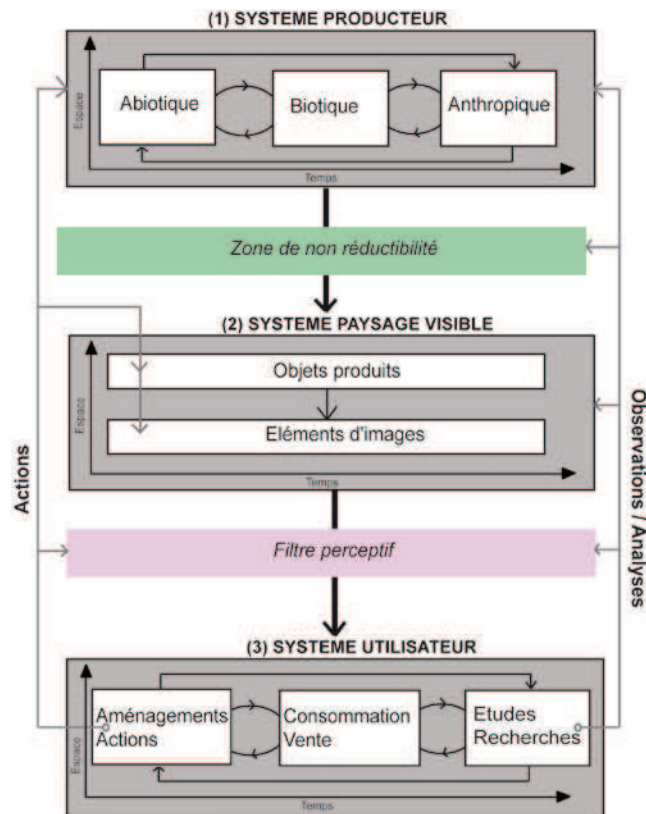 (1) SYSTEME PRODUCTEUR
Espace
Abiotique
Biotique
Anthropique
Temps
Zone de non réductibilité
(2) SYSTEME PAYSAGE VISIBLE
Espace
Objets produits
Eléments d'images
Temps
Actions
Observations / Analyses
Filtre perceptif
(3) SYSTEME UTILISATEUR
Espace
Aménagements
Actions
Consommation
Vente
Etudes
Recherches
Temps